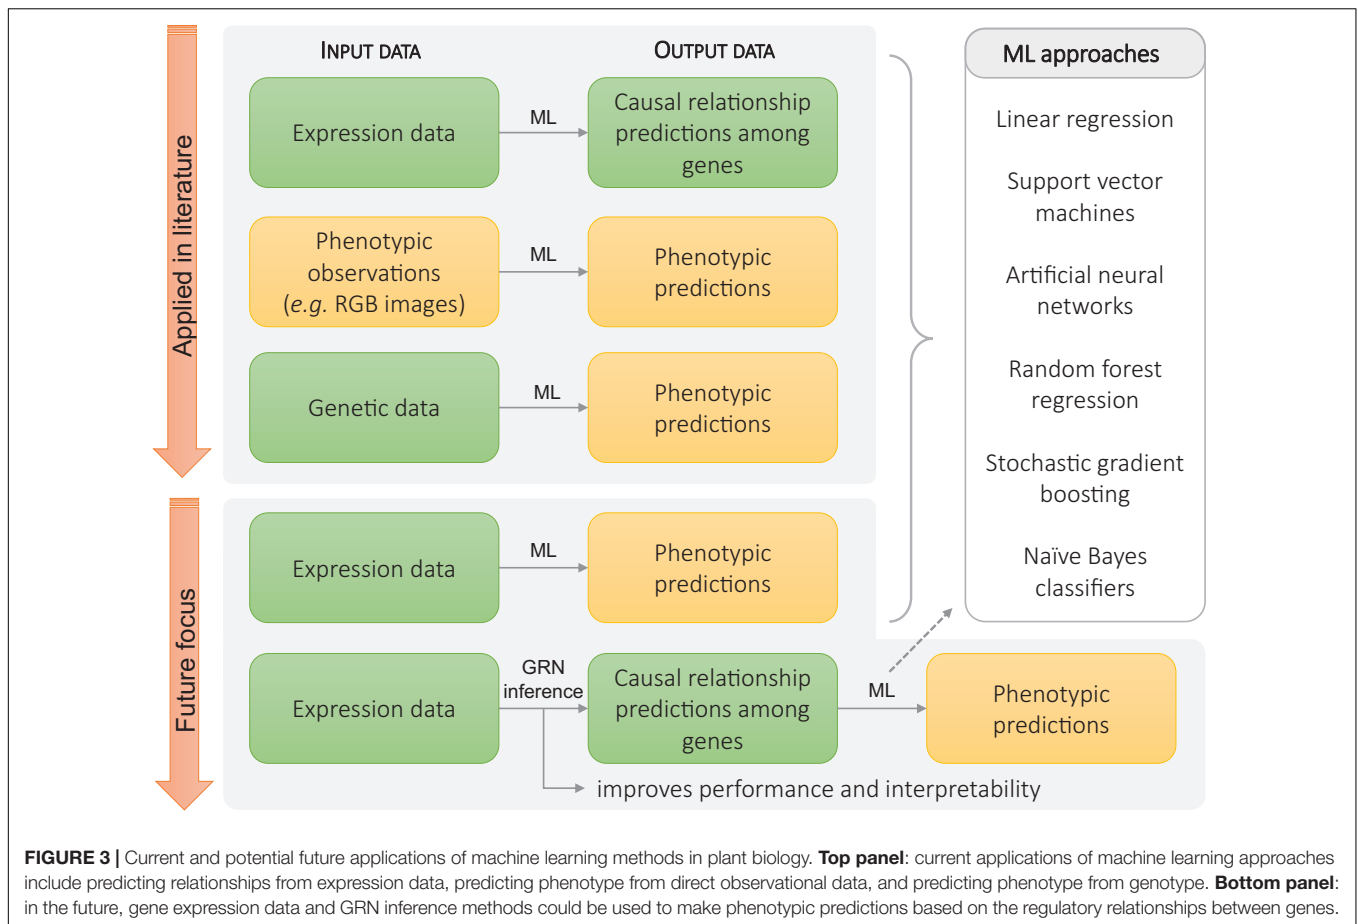 INPUT DATA
OUTPUT DATA
Applied in literature
Expression data
ML
Causal relationship
predictions among
genes
Phenotypic
observations
(e.g. RGB images)
ML
Phenotypic
predictions
Genetic data
ML
Phenotypic
predictions
Future focus
Expression data
ML
Phenotypic
predictions
Expression data
GRN
inference
Causal relationship
predictions among
genes
ML
Phenotypic
predictions
improves performance and interpretability
ML approaches
Linear regression
Support vector
machines
Artificial neural
networks
Random forest
regression
Stochastic gradient
boosting
Naïve Bayes
classifiers
FIGURE 3 | Current and potential future applications of machine learning methods in plant biology. Top panel: current applications of machine learning approaches
include predicting relationships from expression data, predicting phenotype from direct observational data, and predicting phenotype from genotype. Bottom panel:
in the future, gene expression data and GRN inference methods could be used to make phenotypic predictions based on the regulatory relationships between genes.